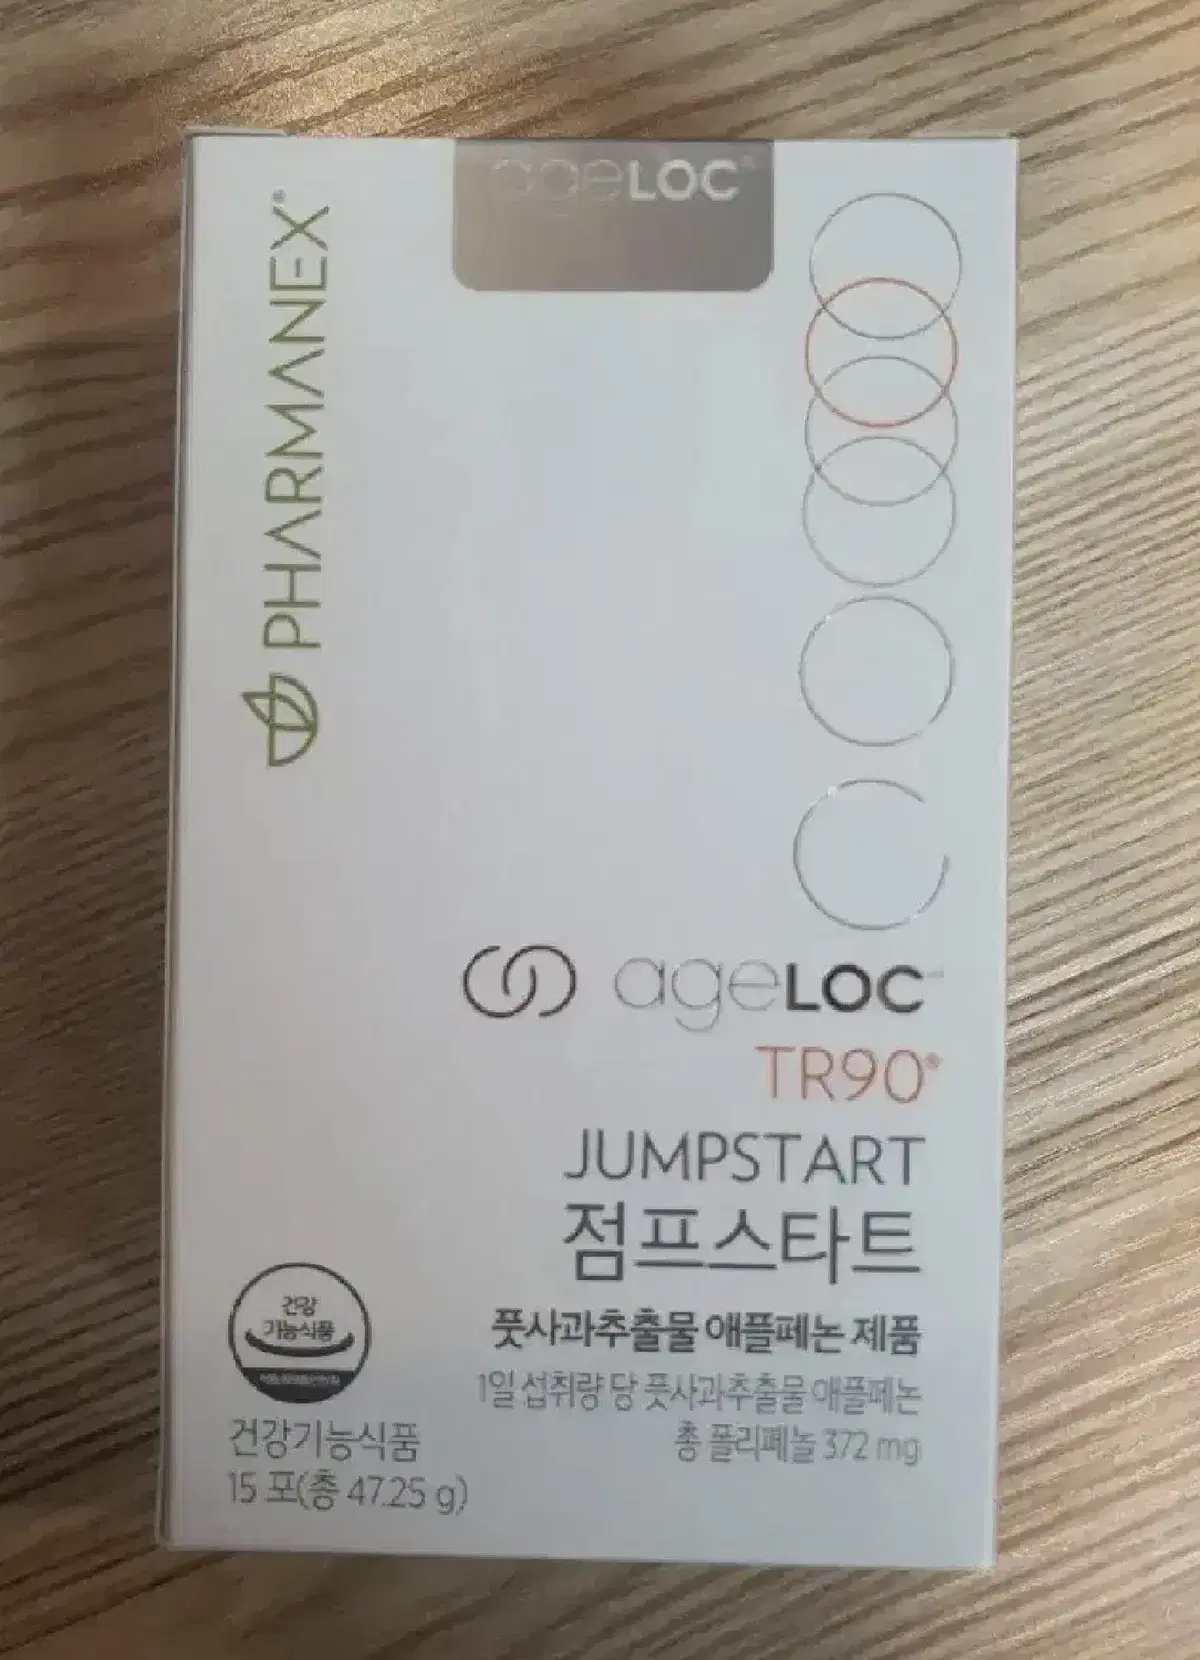 ageLOC®
PHARMANEX®
ageLOC
TR90®
JUMPSTART
점프스타트
풋사과추출물 애플페논 제품
1일 섭취량 당 풋사과추출물 애플페논
총 폴리페놀 372 mg
건강
기능식품
건강기능식품
15 포(총 47.25 g)